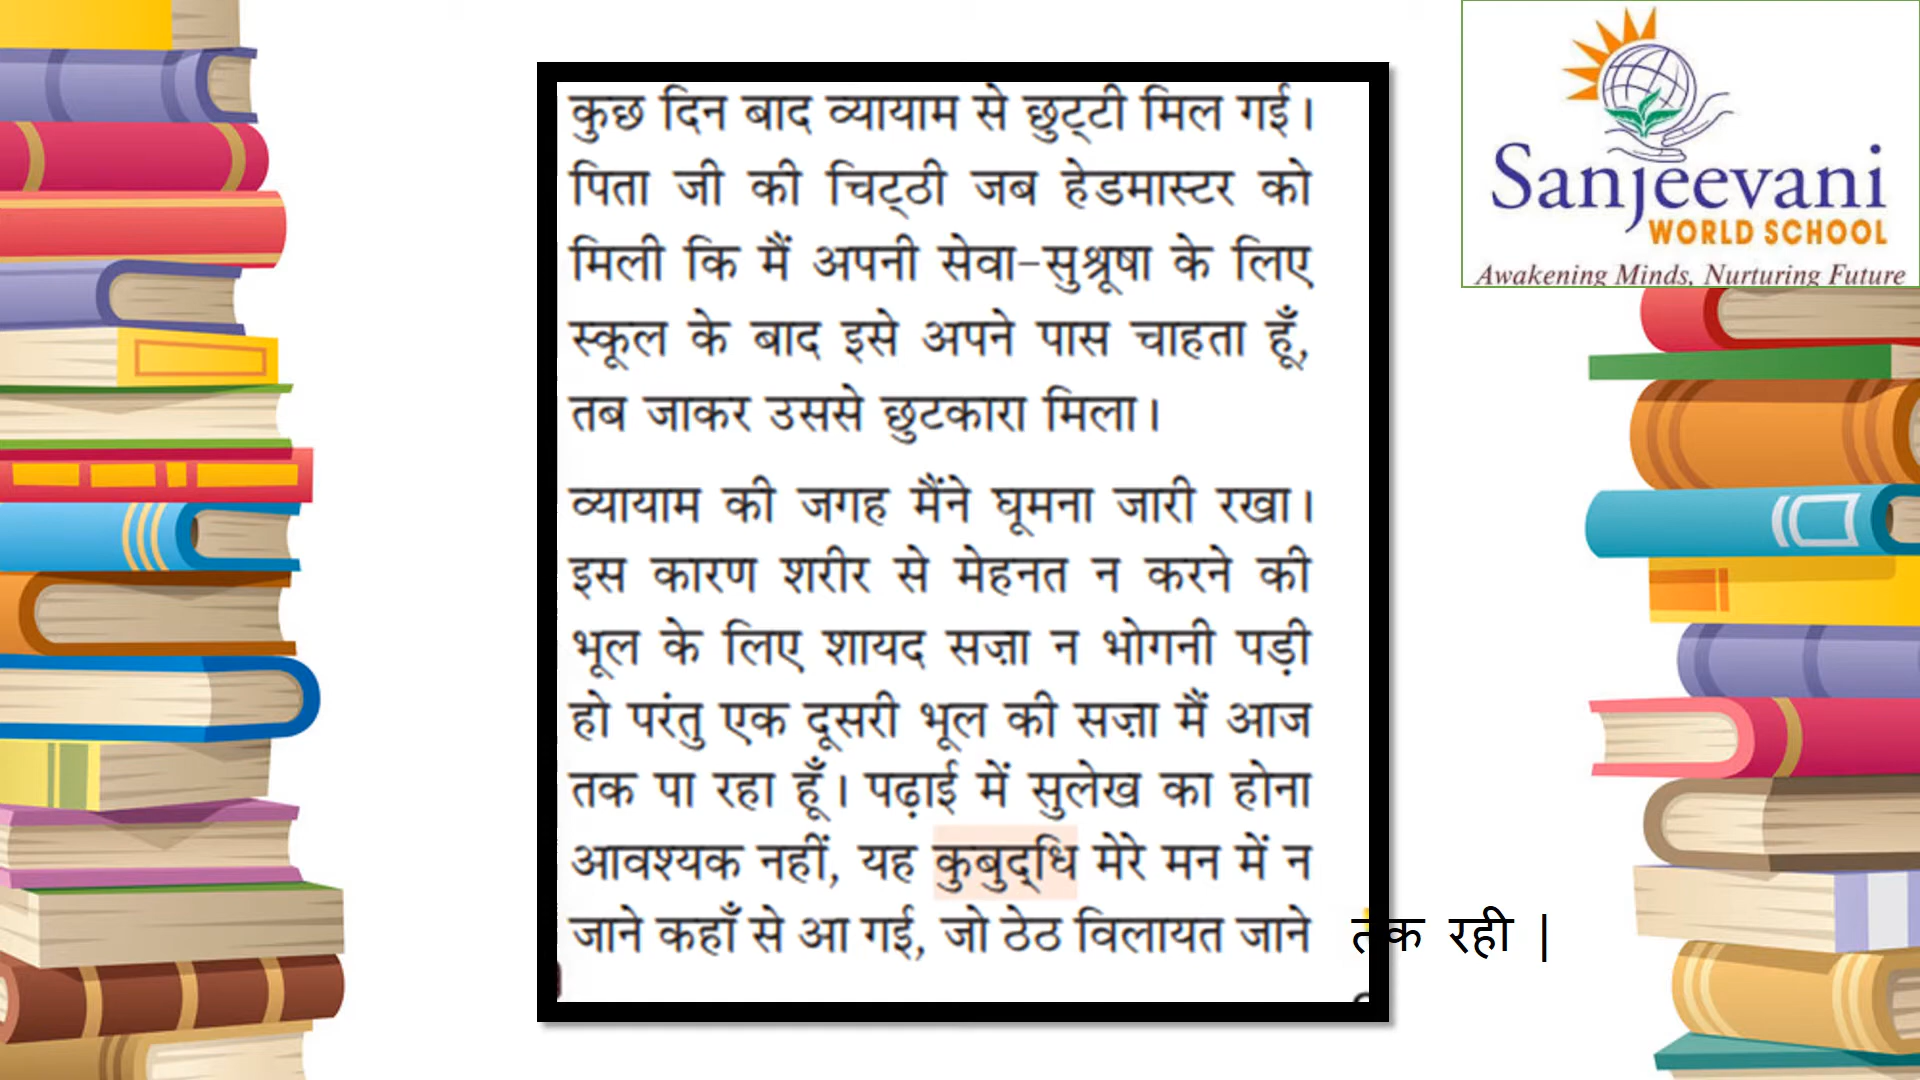 कुछ दिन बाद व्यायाम से छुट्टी मिल गई।
पिता जी की चिट्ठी जब हेडमास्टर को
मिली कि मैं अपनी सेवा-सुश्रूषा के लिए
स्कूल के बाद इसे अपने पास चाहता हूँ,
तब जाकर उससे छुटकारा मिला।
व्यायाम की जगह मैंने घूमना जारी रखा।
इस कारण शरीर से मेहनत न करने की
भूल के लिए शायद सज़ा न भोगनी पड़ी
हो परंतु एक दूसरी भूल की सज़ा मैं आज
तक पा रहा हूँ। पढ़ाई में सुलेख का होना
आवश्यक नहीं, यह कुबुद्धि मेरे मन में न
जाने कहाँ से आ गई, जो ठेठ विलायत जाने तक रही |
Sanjeevani
WORLD SCHOOL
Awakening Minds, Nurturing Future